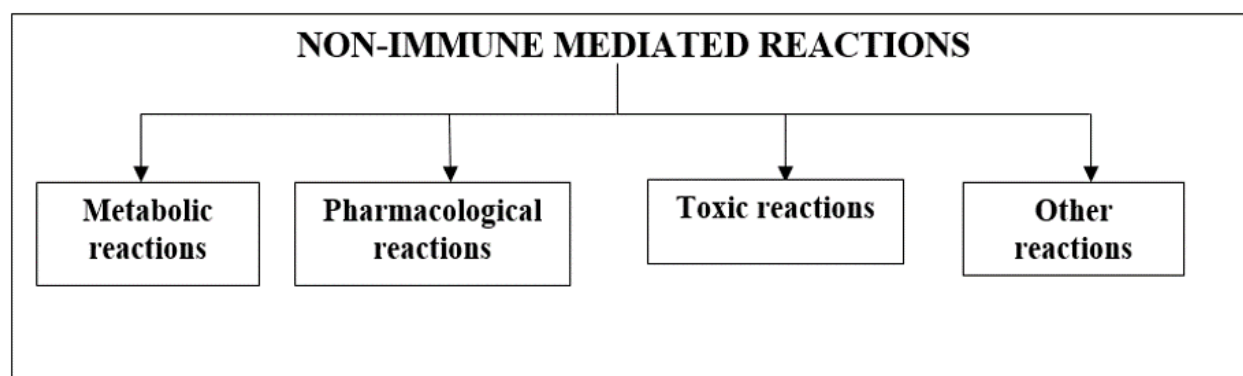 NON-IMMUNE MEDIATED REACTIONS
Metabolic
reactions
Pharmacological
reactions
Toxic reactions
Other
reactions